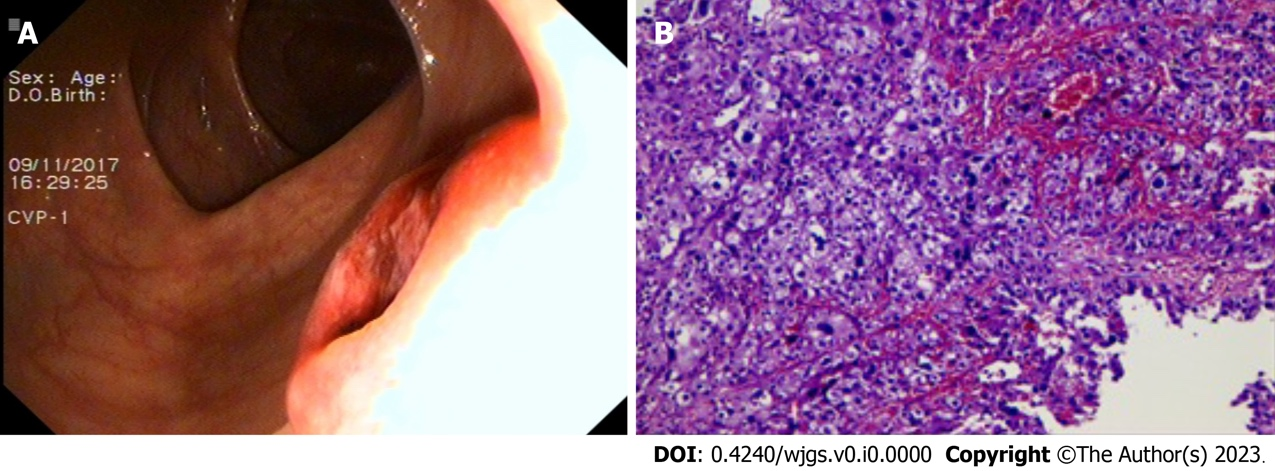 A
Sex: Age:
D.O.Birth:
09/11/2017
16:29:25
CVP-1
B
DOI: 0.4240/wjgs.v0.i0.0000 Copyright ©The Author(s) 2023.